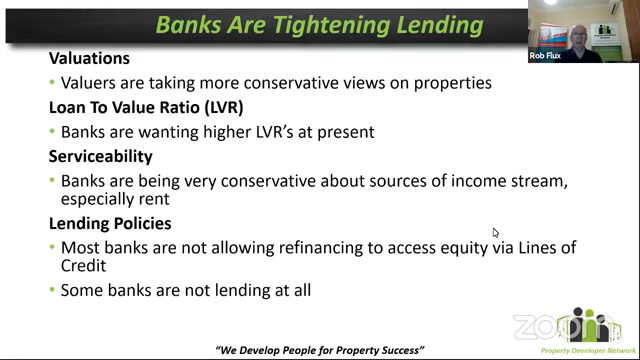 Banks Are Tightening Lending
Rob Flux
Valuations
• Valuers are taking more conservative views on properties
Loan To Value Ratio (LVR)
• Banks are wanting higher LVR's at present
Serviceability
• Banks are being very conservative about sources of income stream,
especially rent
Lending Policies
• Most banks are not allowing refinancing to access equity via Lines of
Credit
• Some banks are not lending at all
zoom
Property Developer Network
“We Develop People for Property Success”